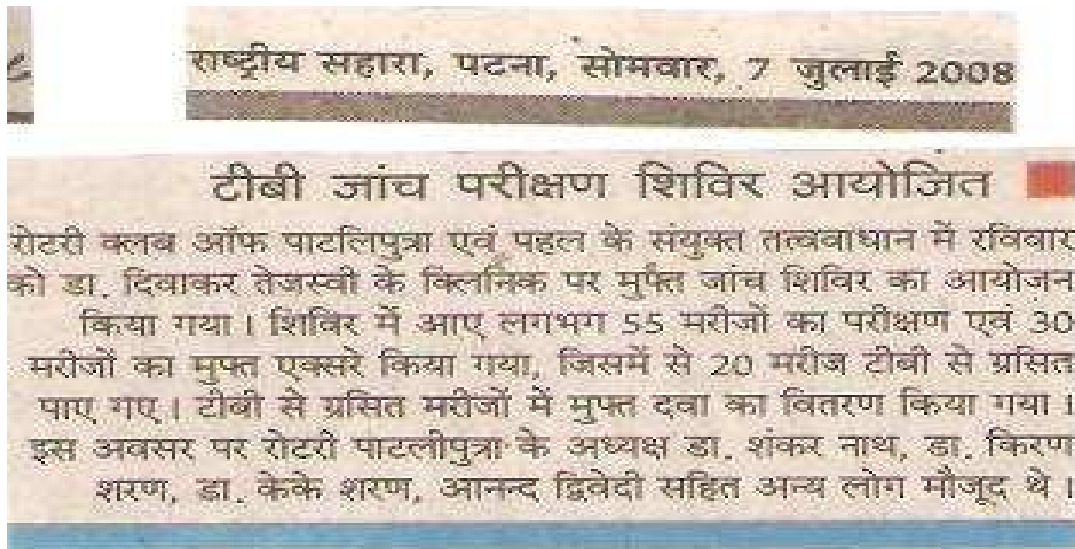 राष्ट्रीय सहारा, पटना, सोमवार, 7 जुलाई 2008
टीबी जांच परीक्षण शिविर आयोजित
रोटरी क्लब ऑफ पाटलिपुत्रा एवं पहल के संयुक्त तत्ववाधान में रविवार
को डा. दिवाकर तेजस्वी के क्लिनिक पर मुफ्त जांच शिविर का आयोजन
किया गया। शिविर में आए लगभग 55 मरीजों का परीक्षण एवं 30
मरीजों का मुफ्त एक्सरे किया गया, जिसमें से 20 मरीज टीबी से ग्रसित
पाए गए। टीबी से ग्रसित मरीजों में मुफ्त दवा का वितरण किया गया।
इस अवसर पर रोटरी पाटलीपुत्रा के अध्यक्ष डा. शंकर नाथ, डा. किरण
शरण, डा. केके शरण, आनन्द द्विवेदी सहित अन्य लोग मौजूद थे।